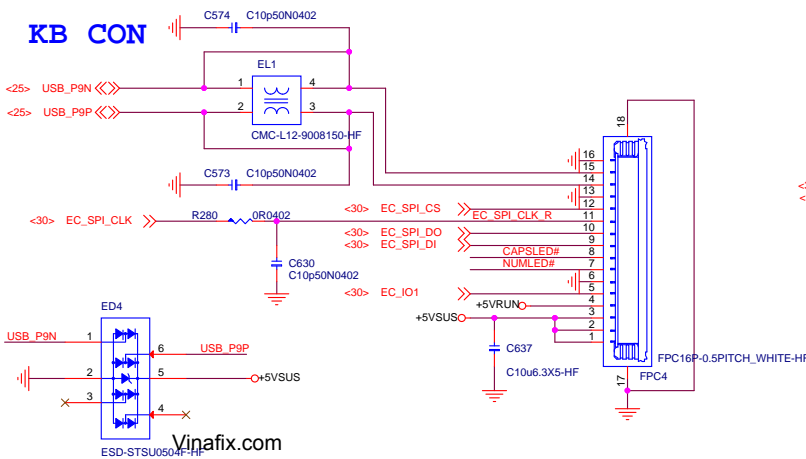 KB CON
C574 C10p50N0402
EL1
<25> USB_P9N
1 4
<25> USB_P9P
2 3
CMC-L12-9008150-HF
C573 C10p50N0402
<30> EC_SPI_CLK
R280 0R0402
C630
C10p50N0402
<30> EC_SPI_CS
EC_SPI_CLK_R
<30> EC_SPI_DO
<30> EC_SPI_DI
CAPSLED#
NUMLED#
<30> EC_IO1
+5VRUN
+5VSUS
C637
C10u6.3X5-HF
18
16
15
14
13
12
11
10
9
8
7
6
5
4
3
2
1
17
FPC16P-0.5PITCH_WHITE-HF
FPC4
ED4
USB_P9N
1
6
USB_P9P
2
5
+5VSUS
3
4
ESD-STSU0504F-HF
Vinafix.com